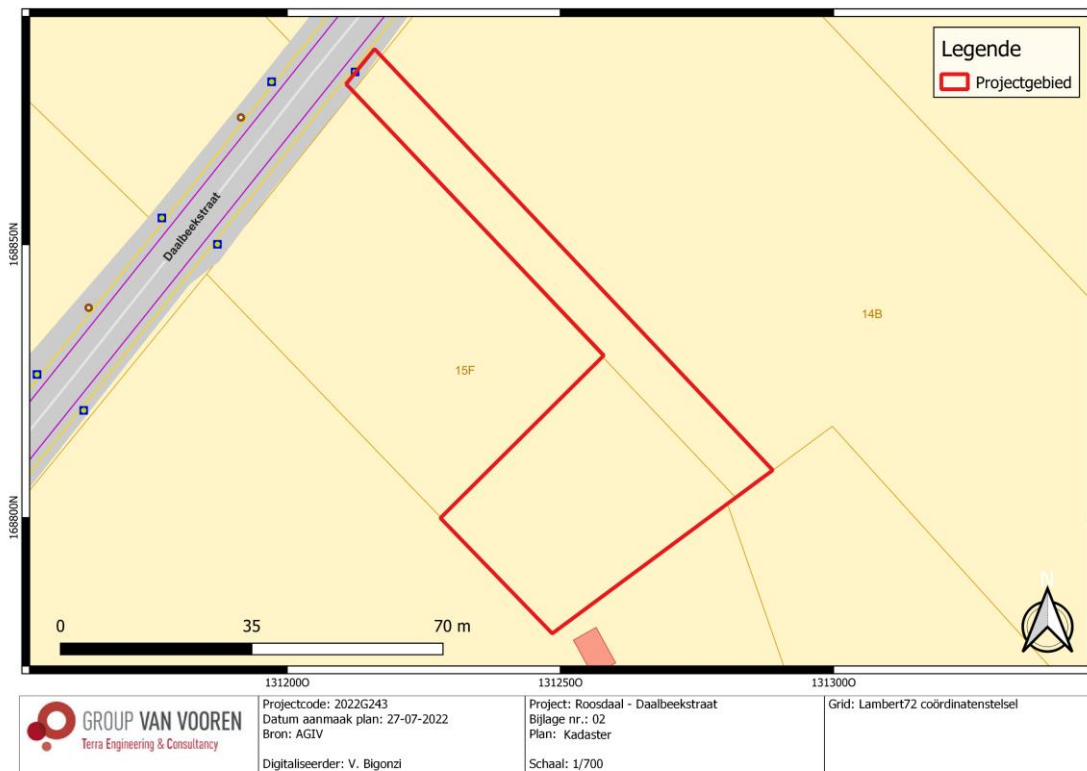 Legende
Projectgebied
Daalbeekstraat
14B
15F
168850N
168800N
N
0 35 70 m
131200O 131250O 131300O
GROUP VAN VOOREN
Terra Engineering & Consultancy
Projectcode: 2022G243
Datum aanmaak plan: 27-07-2022
Bron: AGIV
Digitaliseerder: V. Bigonzi
Project: Roosdaal - Daalbeekstraat
Bijlage nr.: 02
Plan: Kadaster
Schaal: 1/700
Grid: Lambert72 coördinatenstelsel